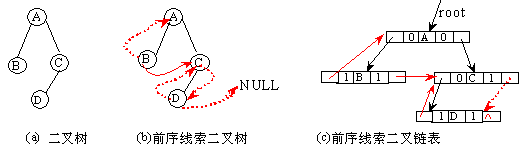 root
A
A
0 A 0
B
C
B
C
1 B 1
0 C 1
D
D
NULL
1 D 1 ^
(a) 二叉树
(b)前序线索二叉树
(c)前序线索二叉链表